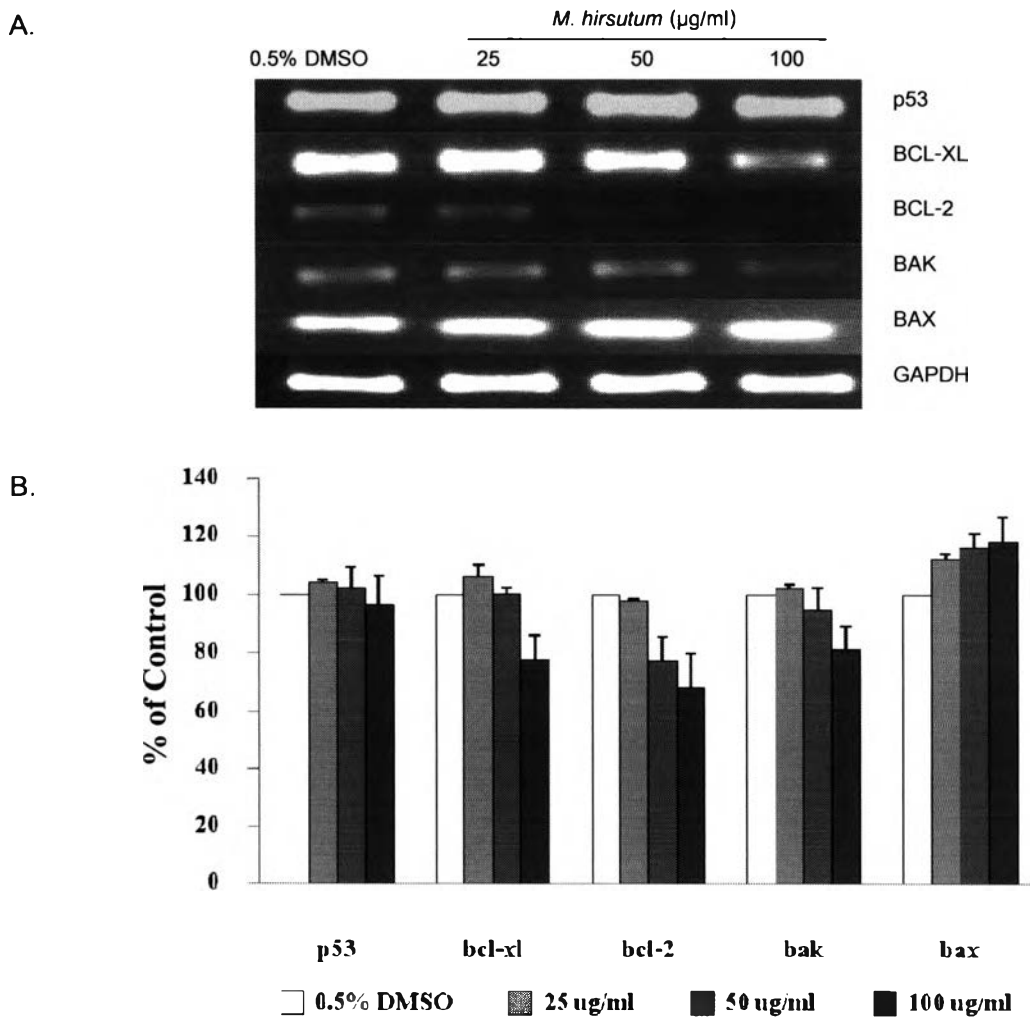 A.
M. hirsutum (µg/ml)
0.5% DMSO 25 50 100
p53
BCL-XL
BCL-2
BAK
BAX
GAPDH
B.
% of Control
140
120
100
80
60
40
20
0
p53 bcl-xl bcl-2 bak bax
0.5% DMSO 25 ug/ml 50 ug/ml 100 ug/ml